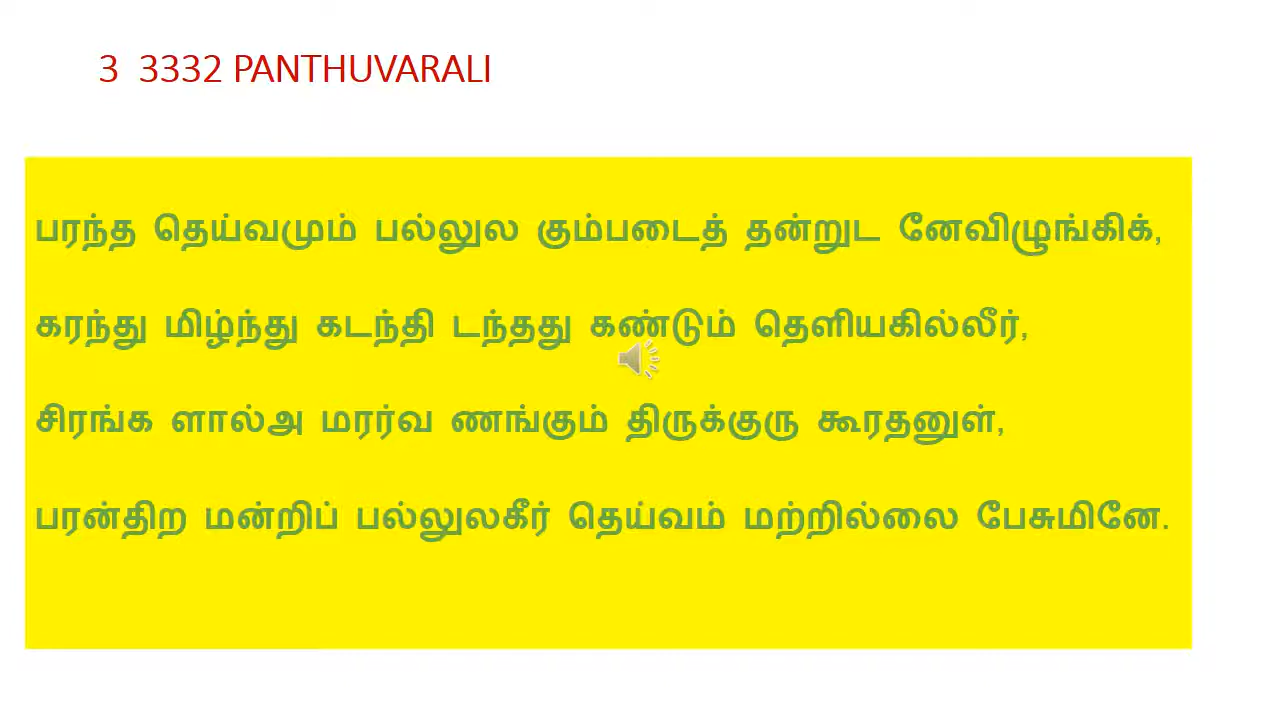 3 3332 PANTHUVARALI
பரந்த தெய்வமும் பல்லுல கும்படைத் தன்றுட னேவிழுங்கிக்,
கரந்து மிழ்ந்து கடந்தி டந்தது கண்டும் தெளியகில்லீர்,
சிரங்க ளால்அ மரர்வ ணங்கும் திருக்குரு கூரதனுள்,
பரன்திற மன்றிப் பல்லுலகீர் தெய்வம் மற்றில்லை பேசுமினே.